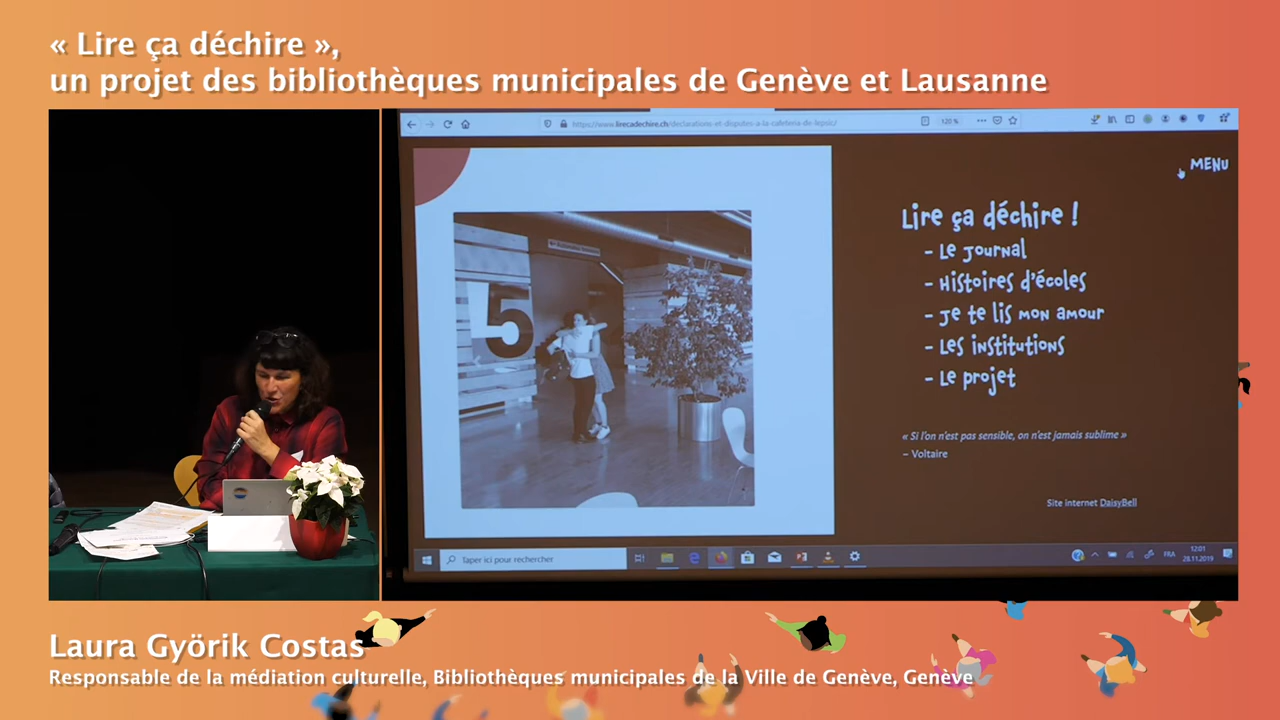 « Lire ça déchire »,
un projet des bibliothèques municipales de Genève et Lausanne
https://www.lirecadechire.ch/declarations-et-disputes-a-la-cafeteria-de-lepsic/
120 %
MENU
Lire ça déchire !
- Le journal
- Histoires d'écoles
- Je te lis mon amour
- Les institutions
- Le projet
5
« Si l'on n'est pas sensible, on n'est jamais sublime »
– Voltaire
Site internet DaisyBell
Taper ici pour rechercher
FRA
12:01
28.11.2019
Laura Györik Costas
Responsable de la médiation culturelle, Bibliothèques municipales de la Ville de Genève, Genève